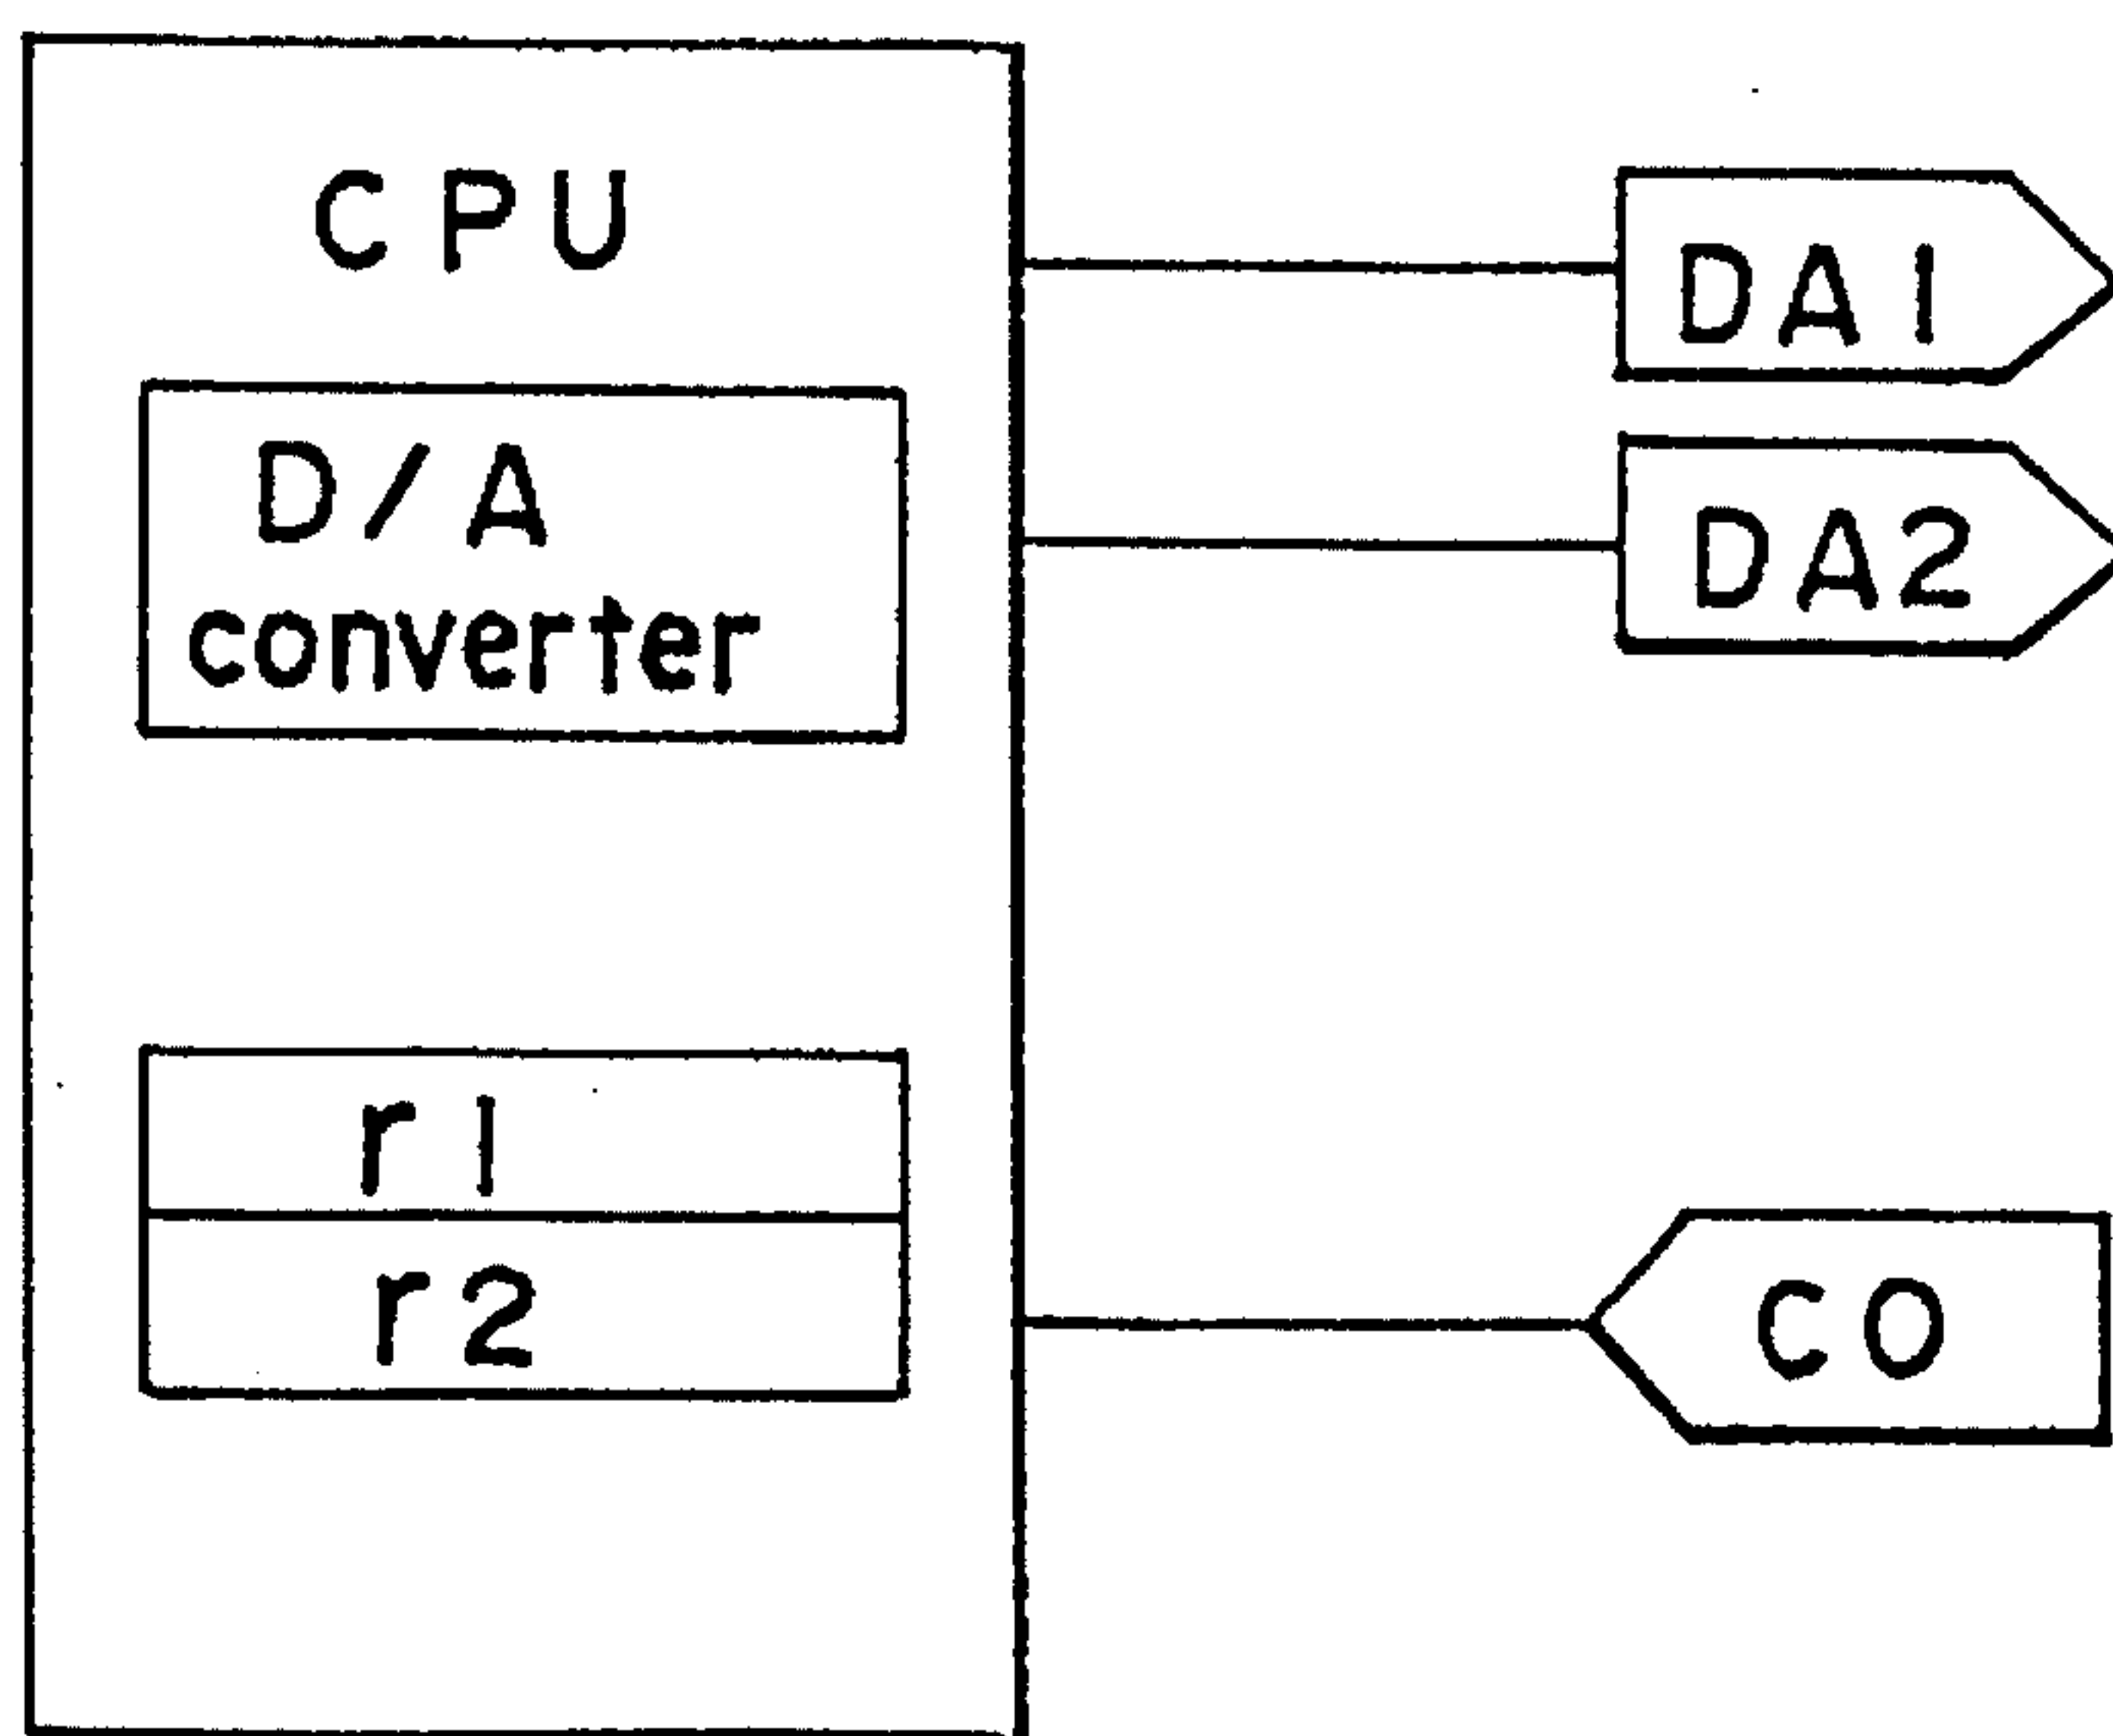 CPU
D/A
converter
r1
r2
DA1
DA2
CO